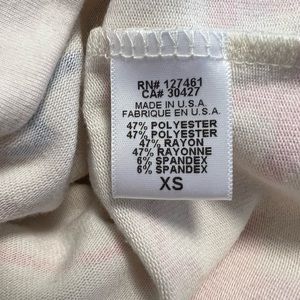 RN# 127461
CA# 30427
MADE IN U.S.A.
FABRIQUE EN U.S.A.
47% POLYESTER
47% POLYESTER
47% RAYON
47% RAYONNE
6% SPANDEX
6% SPANDEX
XS